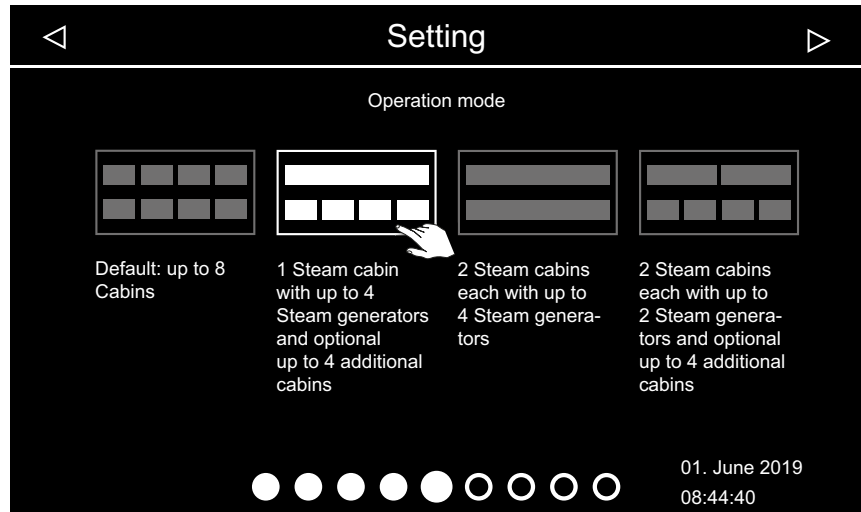 Setting
Operation mode
Default: up to 8
Cabins
1 Steam cabin
with up to 4
Steam generators
and optional
up to 4 additional
cabins
2 Steam cabins
each with up to
4 Steam genera-
tors
2 Steam cabins
each with up to
2 Steam genera-
tors and optional
up to 4 additional
cabins
01. June 2019
08:44:40